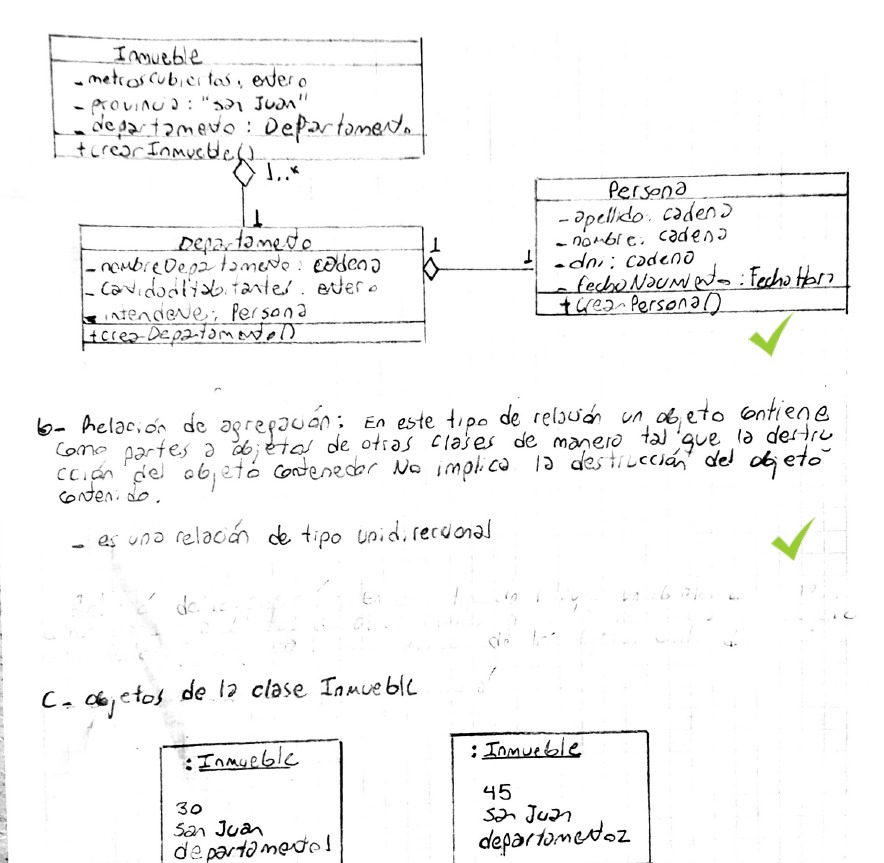 Inmueble
- metros cubiertos: entero
- provincia: "San Juan"
- departamento: Departamento
+ crearInmueble()
1..*
1
Departamento
- nombreDepartamento: cadena
- cantidadHabitantes: entero
- intendente: Persona
+ crearDepartamento()
1
1
Persona
- apellido: cadena
- nombre: cadena
- dni: cadena
- fechaNacimiento: FechaHora
+ crearPersona()
b- Relación de agregación: En este tipo de relación un objeto contiene
como partes a objetos de otras clases de manera tal que la destru
cción del objeto contenedor No implica la destrucción del objeto
contenido.
- es una relación de tipo unidireccional
C- objetos de la clase Inmueble
: Inmueble
30
San Juan
departamento1
: Inmueble
45
San Juan
departamento2